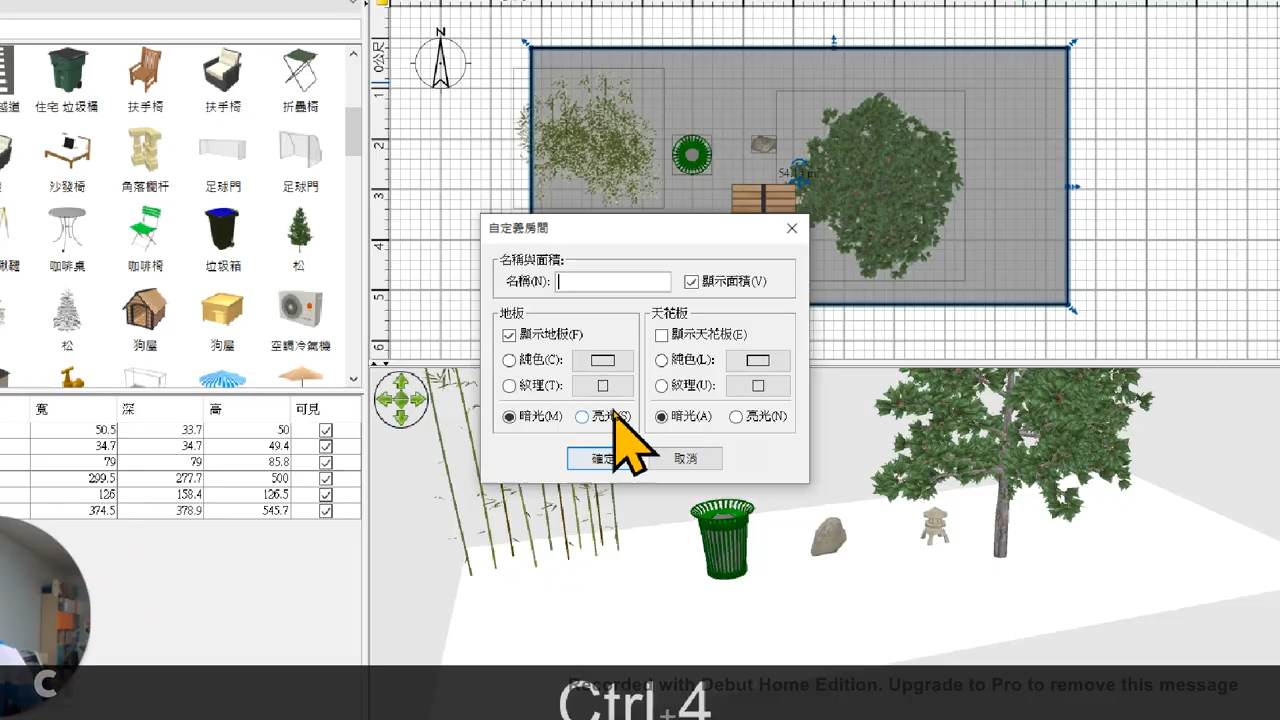 N
0公尺
1
2
3
4
5
6
住宅 垃圾桶
扶手椅
扶手椅
折疊椅
沙發椅
角落欄杆
足球門
足球門
咖啡桌
咖啡椅
垃圾箱
松
松
狗屋
狗屋
空調冷氣機
寬 深 高 可見
50.5 33.7 50
34.7 34.7 49.4
79 79 85.8
299.5 277.7 500
126 158.4 126.5
374.5 378.9 545.7
自定義房間
名稱與面積:
名稱(N):
顯示面積(V)
地板
天花板
顯示地板(F)
顯示天花板(E)
純色(C):
純色(L):
紋理(T):
紋理(U):
暗光(M)
亮光(S)
暗光(A)
亮光(N)
確定
取消
Recorded with Debut Home Edition. Upgrade to Pro to remove this message
Ctrl+4